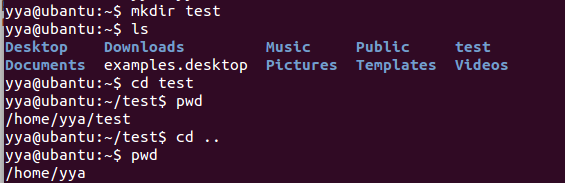 yya@ubantu:~$ mkdir test
yya@ubantu:~$ ls
Desktop    Downloads         Music     Public     test
Documents  examples.desktop  Pictures  Templates  Videos
yya@ubantu:~$ cd test
yya@ubantu:~/test$ pwd
/home/yya/test
yya@ubantu:~/test$ cd ..
yya@ubantu:~$ pwd
/home/yya